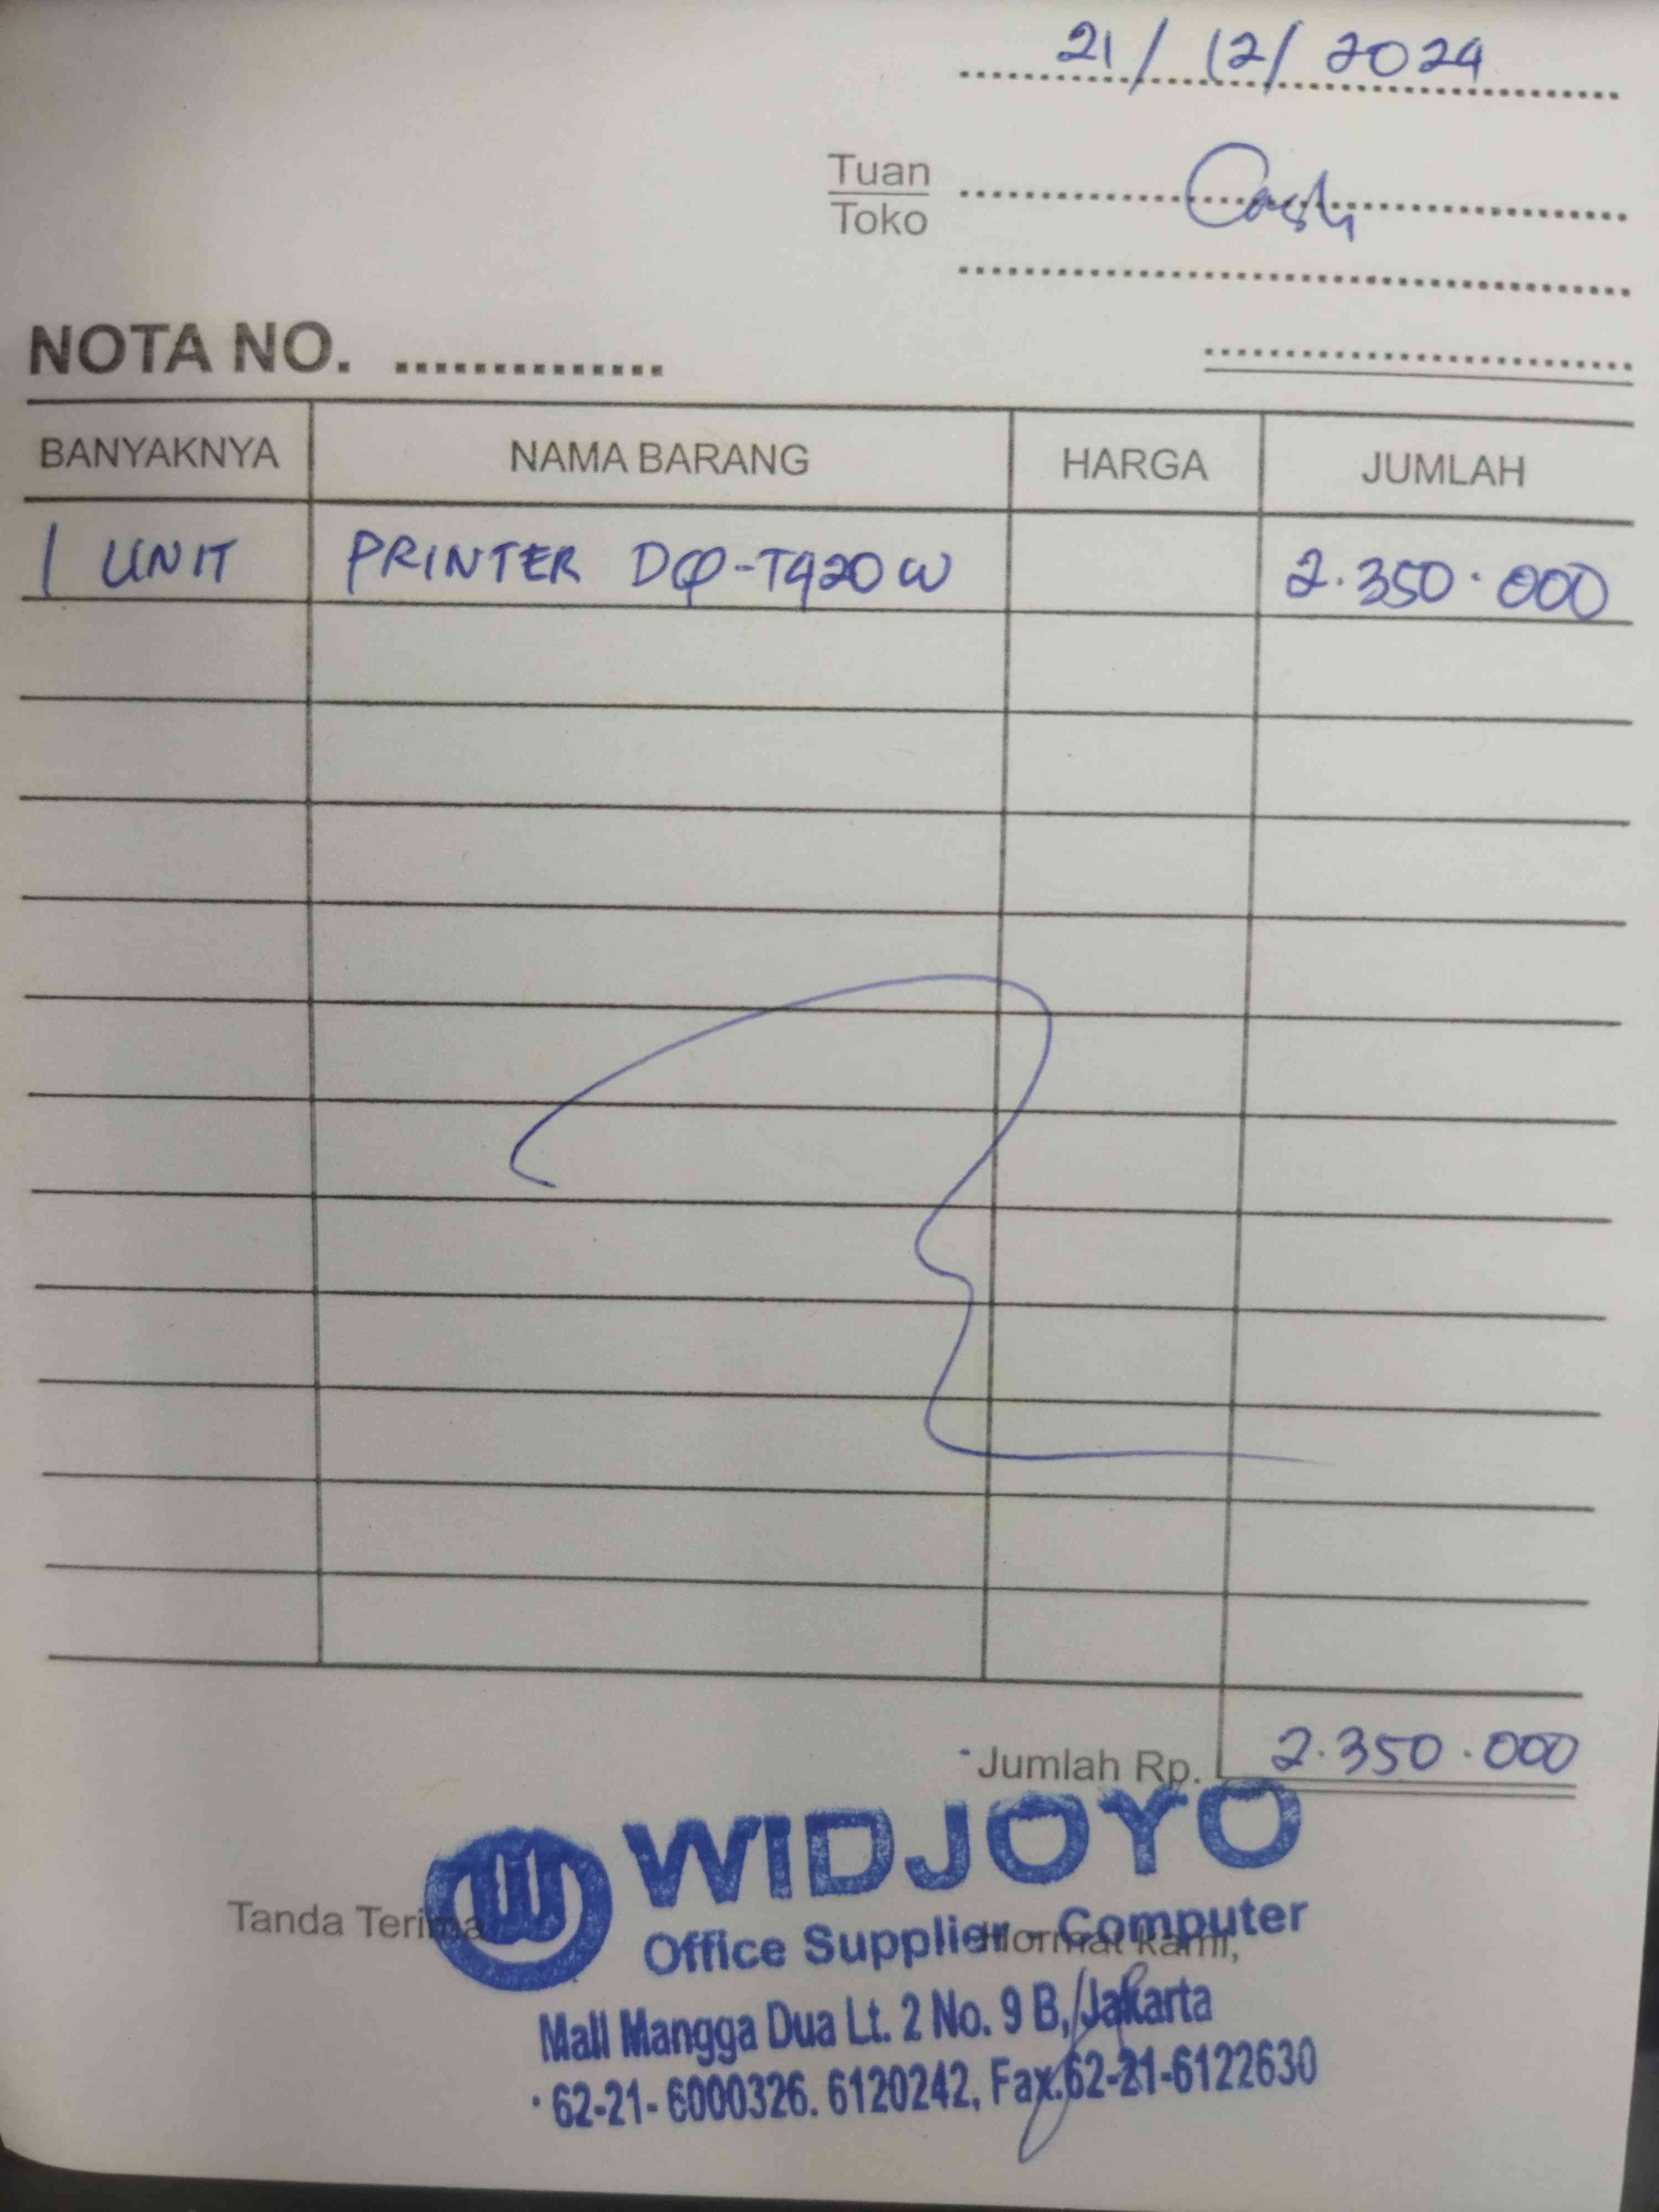 21/12/2024
Tuan
Toko
Cash
NOTA NO. ..............
BANYAKNYA NAMA BARANG HARGA JUMLAH
1 UNIT PRINTER DCP-T420W 2.350.000
Jumlah Rp. 2.350.000
WIDJOYO
Tanda Terima
Office Supplier - Computer
Hormat kami,
Mall Mangga Dua Lt. 2 No. 9 B, Jakarta
62-21- 6000326. 6120242, Fax.62-21-6122630